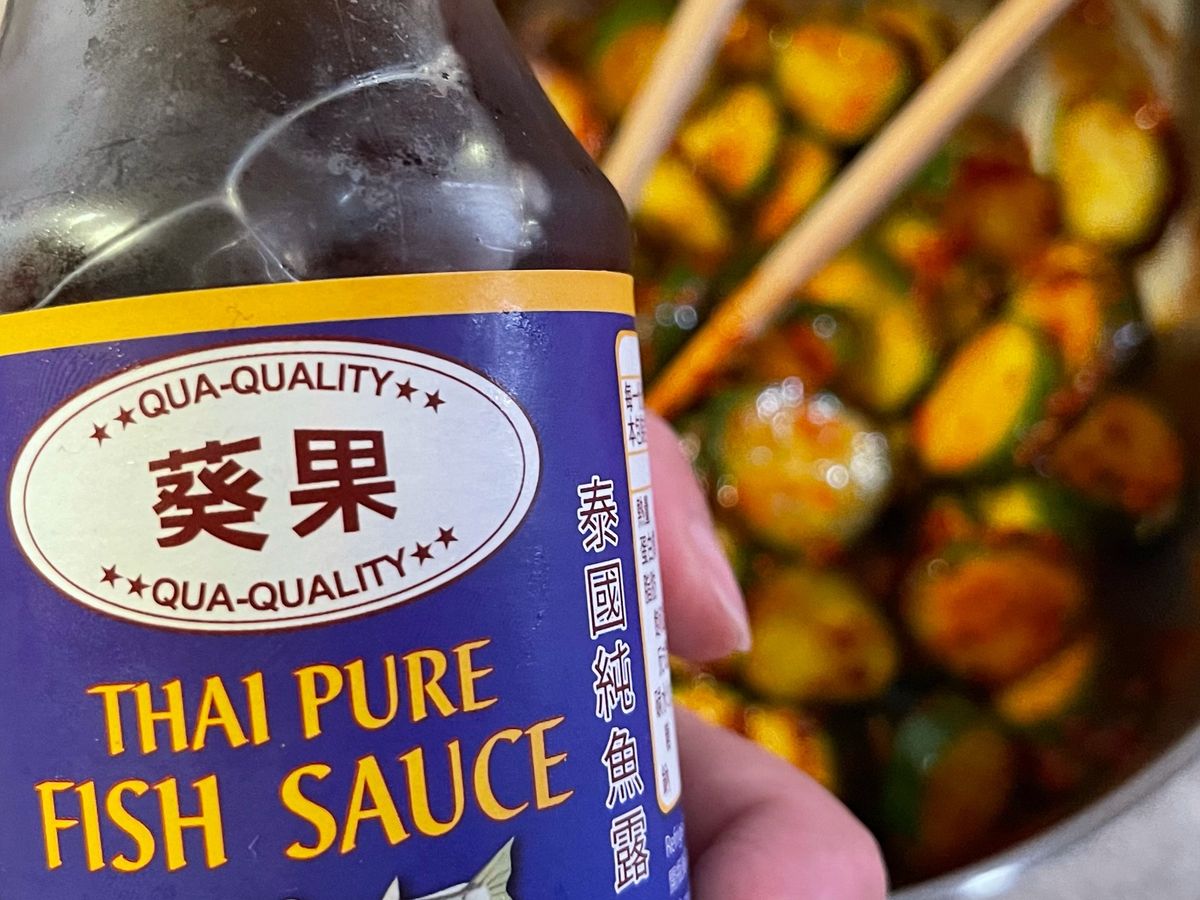 QUA-QUALITY
葵果
QUA-QUALITY
THAI PURE
FISH SAUCE
泰國純魚露